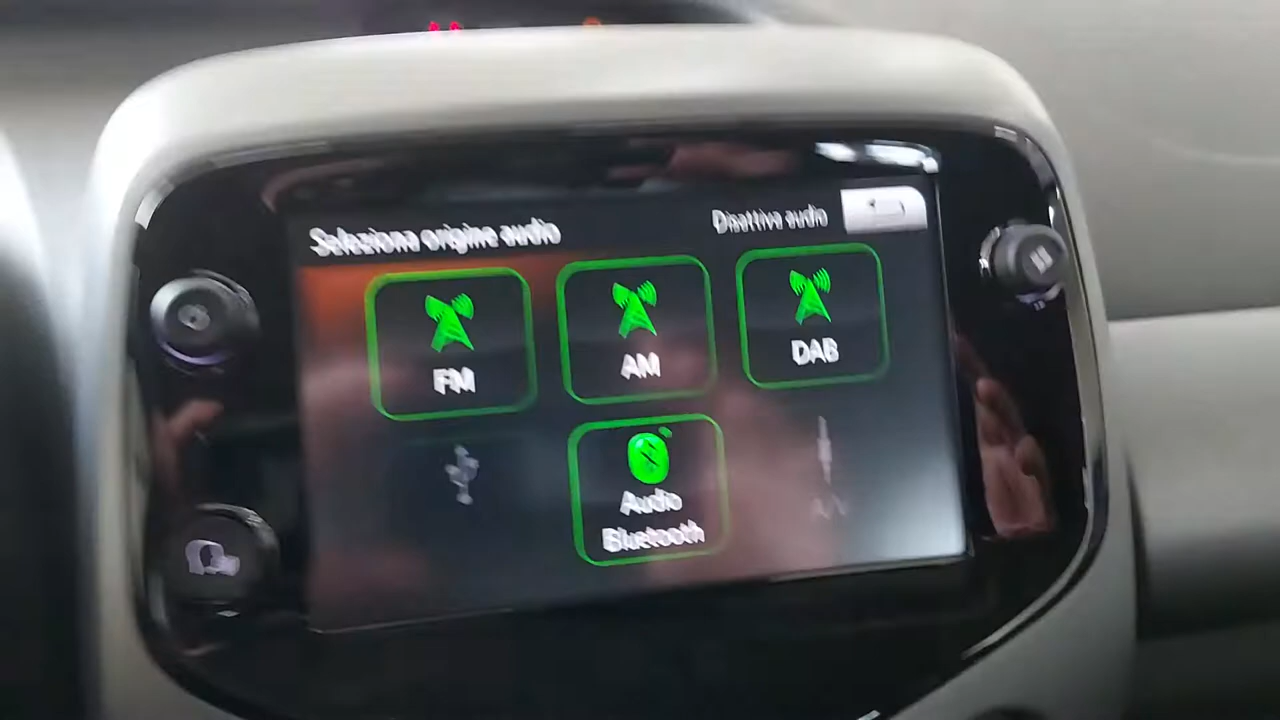 Seleziona origine audio
Disattiva audio
FM
AM
DAB
Audio
Bluetooth